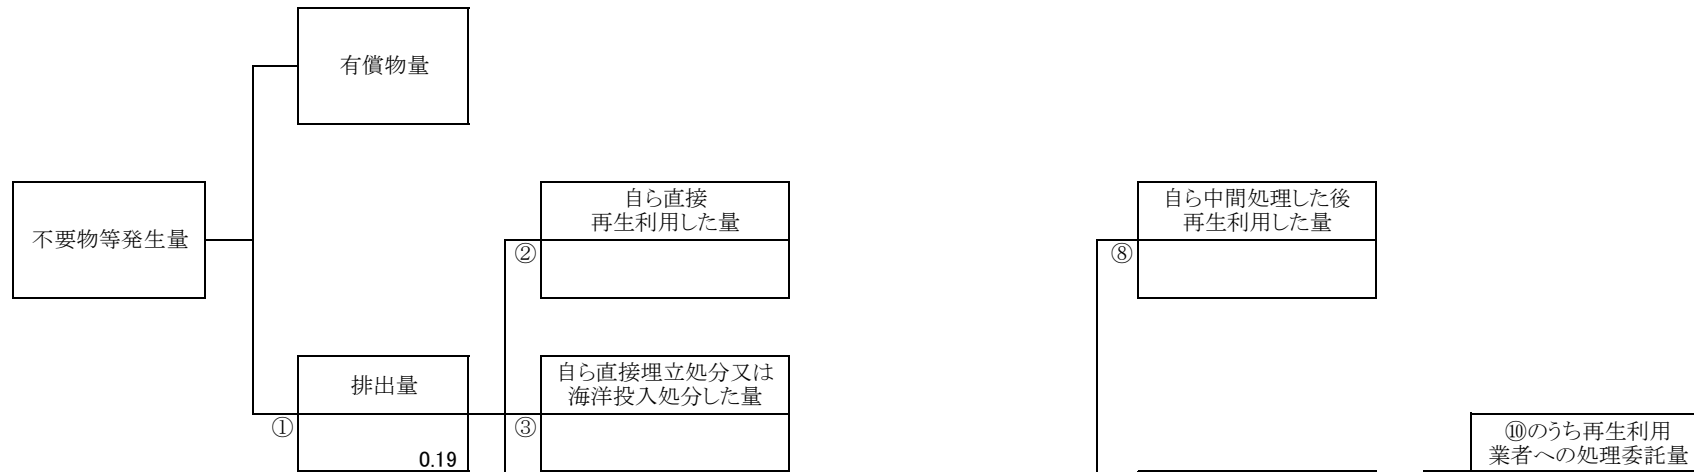 有償物量
不要物等発生量
自ら直接
再生利用した量
②
自ら中間処理した後
再生利用した量
⑧
排出量
①
0.19
自ら直接埋立処分又は
海洋投入処分した量
③
⑩のうち再生利用
業者への処理委託量